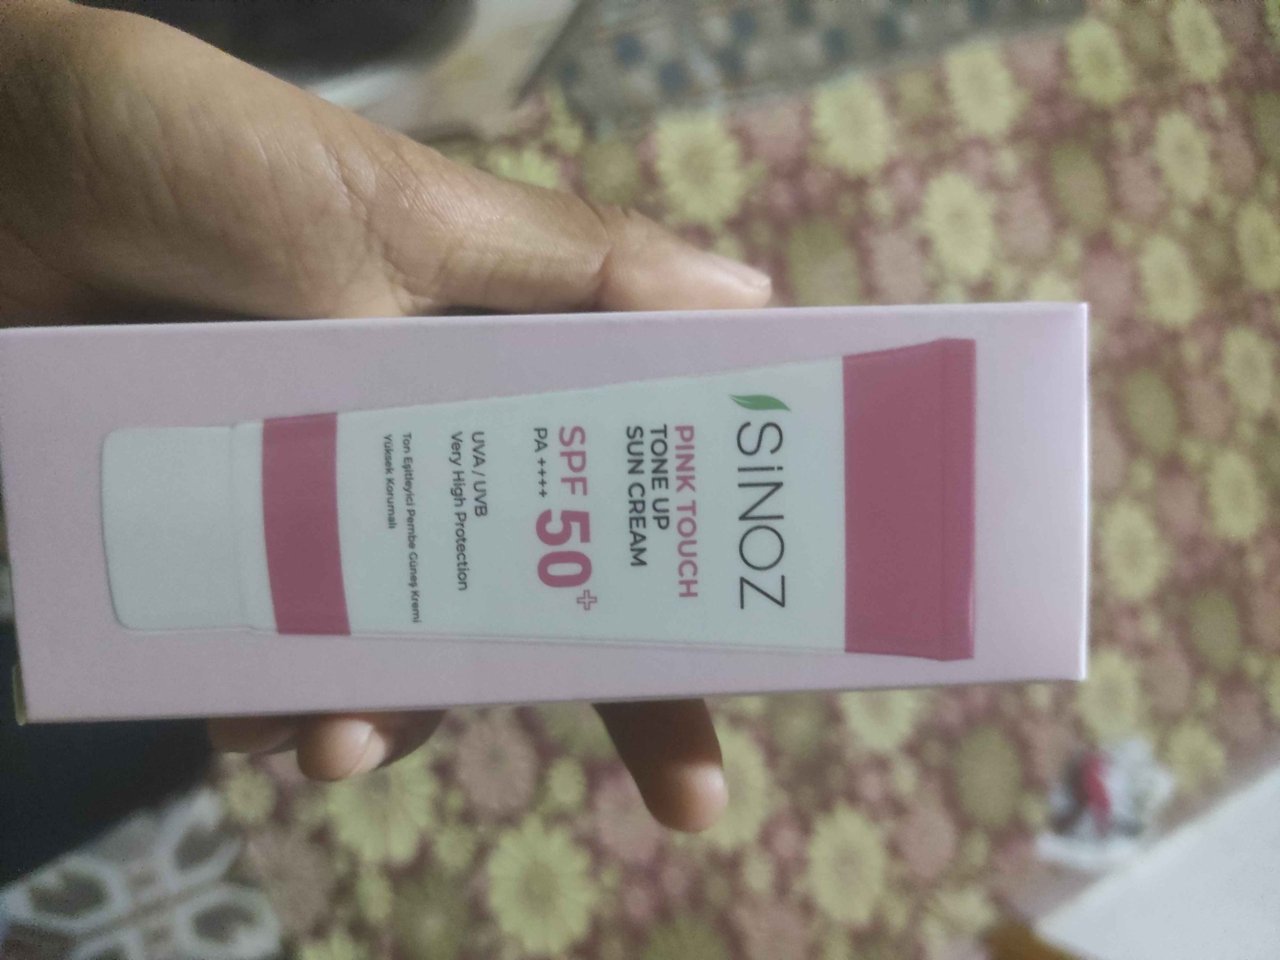 SiNOZ
PINK TOUCH
TONE UP
SUN CREAM
SPF 50+
PA ++++
UVA / UVB
Very High Protection
Ton Eşitleyici Pembe Güneş Kremi
Yüksek Korumalı